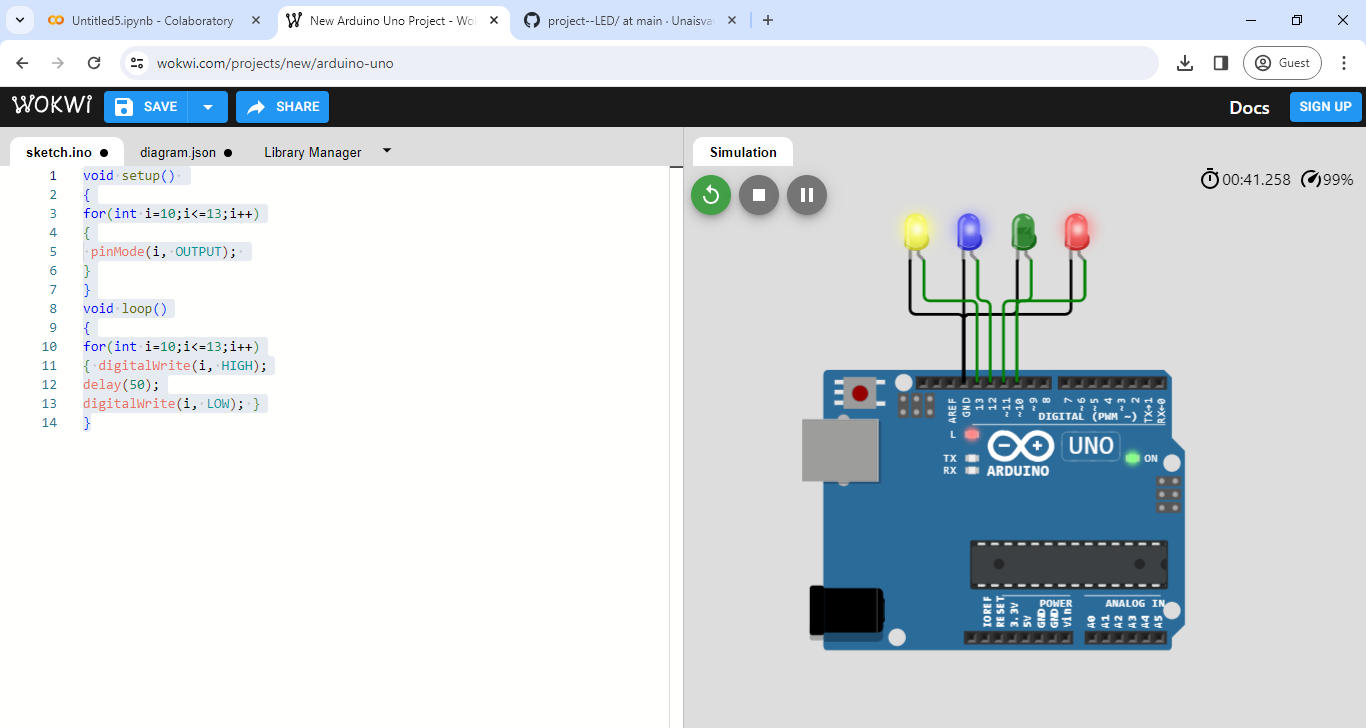 Untitled5.ipynb - Colaboratory
New Arduino Uno Project - Wok
project--LED/ at main · Unaisvav
wokwi.com/projects/new/arduino-uno
Guest
WOKWI
SAVE
SHARE
Docs
SIGN UP
sketch.ino
diagram.json
Library Manager
Simulation
1 void setup()
2 {
3 for(int i=10;i<=13;i++)
4 {
5 pinMode(i, OUTPUT);
6 }
7 }
8 void loop()
9 {
10 for(int i=10;i<=13;i++)
11 { digitalWrite(i, HIGH);
12 delay(50);
13 digitalWrite(i, LOW); }
14 }
00:41.258
99%
AREF
GND
13
12
~11
~10
~9
8
7
~6
~5
4
~3
2
TX→1
RX←0
DIGITAL (PWM ~)
L
TX
RX
ARDUINO
UNO
ON
IOREF
RESET
3.3V
5V
GND
GND
Vin
POWER
ANALOG IN
A0
A1
A2
A3
A4
A5